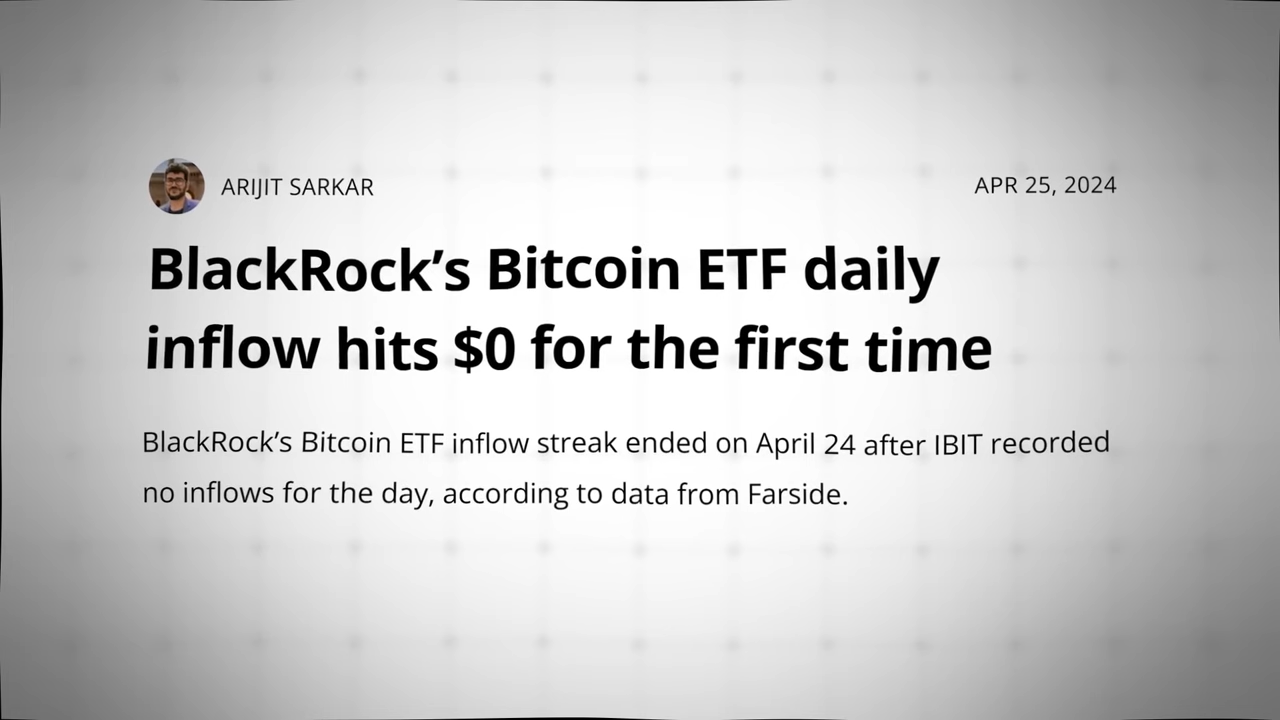 ARIJIT SARKAR
APR 25, 2024
BlackRock’s Bitcoin ETF daily
inflow hits $0 for the first time
BlackRock’s Bitcoin ETF inflow streak ended on April 24 after IBIT recorded
no inflows for the day, according to data from Farside.